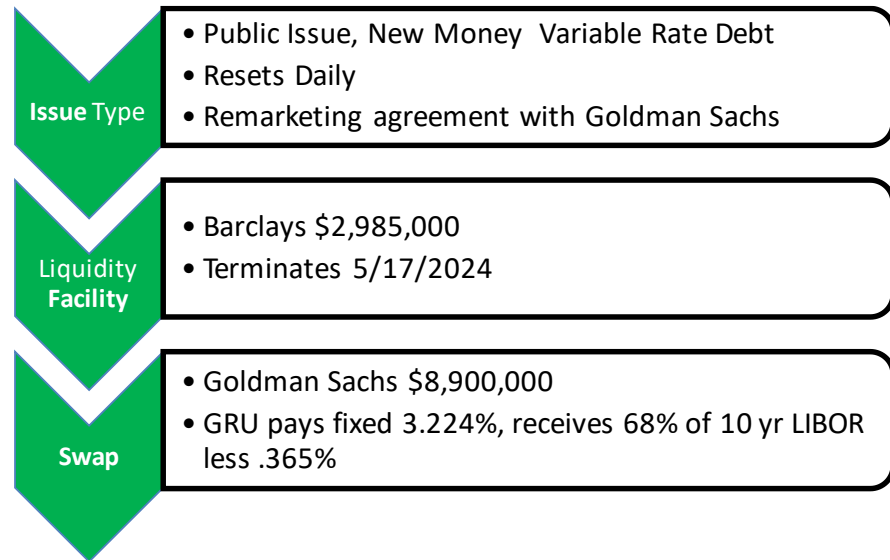 Issue Type
• Public Issue, New Money Variable Rate Debt
• Resets Daily
• Remarketing agreement with Goldman Sachs
Liquidity
Facility
• Barclays $2,985,000
• Terminates 5/17/2024
Swap
• Goldman Sachs $8,900,000
• GRU pays fixed 3.224%, receives 68% of 10 yr LIBOR
less .365%